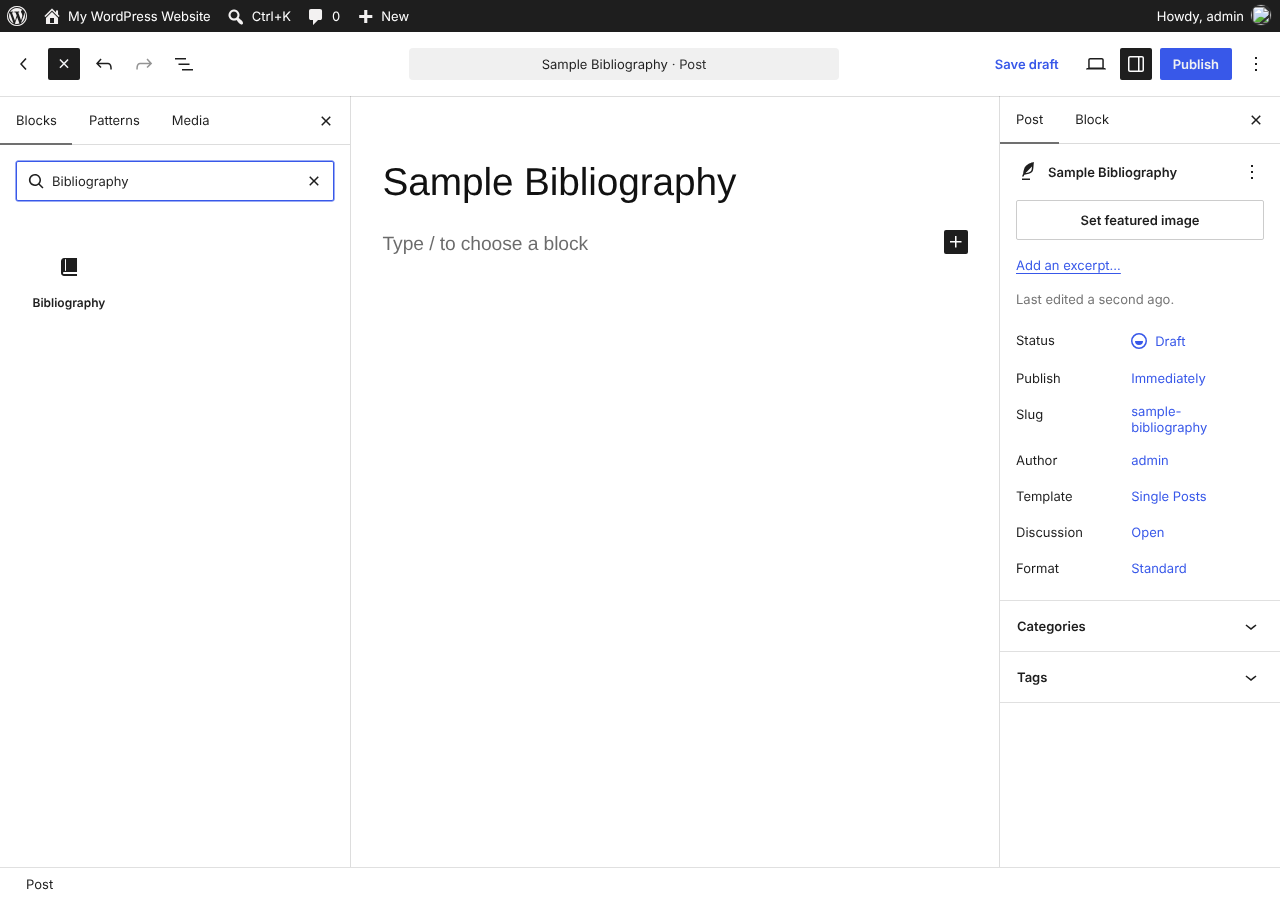 My WordPress Website Ctrl+K 0 New Howdy, admin
Sample Bibliography · Post Save draft Publish
Blocks Patterns Media
Bibliography
Bibliography
Sample Bibliography
Type / to choose a block
Post Block
Sample Bibliography
Set featured image
Add an excerpt...
Last edited a second ago.
Status Draft
Publish Immediately
Slug sample-
bibliography
Author admin
Template Single Posts
Discussion Open
Format Standard
Categories
Tags
Post